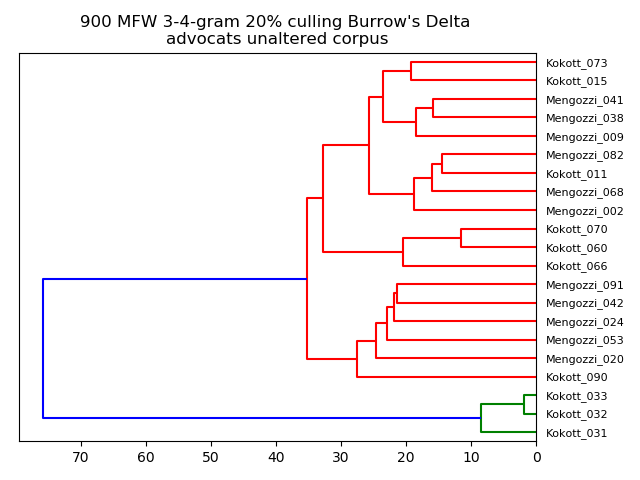 900 MFW 3-4-gram 20% culling Burrow's Delta
advocats unaltered corpus
Kokott_073
Kokott_015
Mengozzi_041
Mengozzi_038
Mengozzi_009
Mengozzi_082
Kokott_011
Mengozzi_068
Mengozzi_002
Kokott_070
Kokott_060
Kokott_066
Mengozzi_091
Mengozzi_042
Mengozzi_024
Mengozzi_053
Mengozzi_020
Kokott_090
Kokott_033
Kokott_032
Kokott_031
70 60 50 40 30 20 10 0